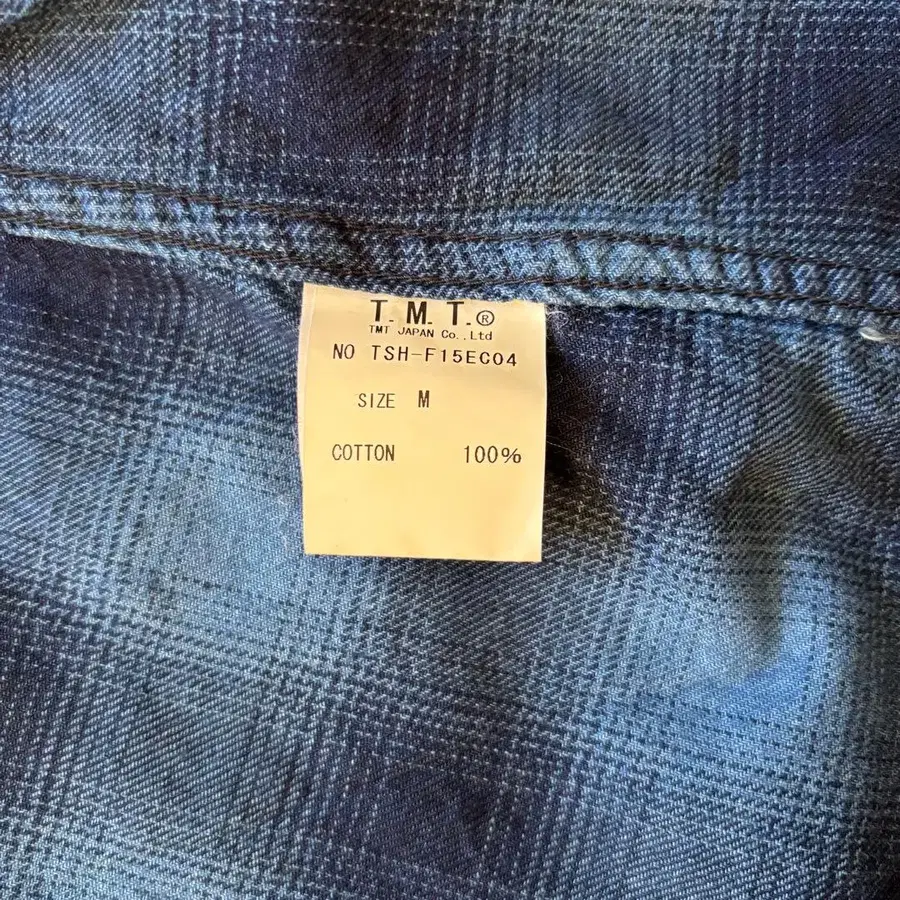 T.M.T.®
TMT JAPAN Co.,Ltd
NO TSH-F15EC04
SIZE M
COTTON 100%